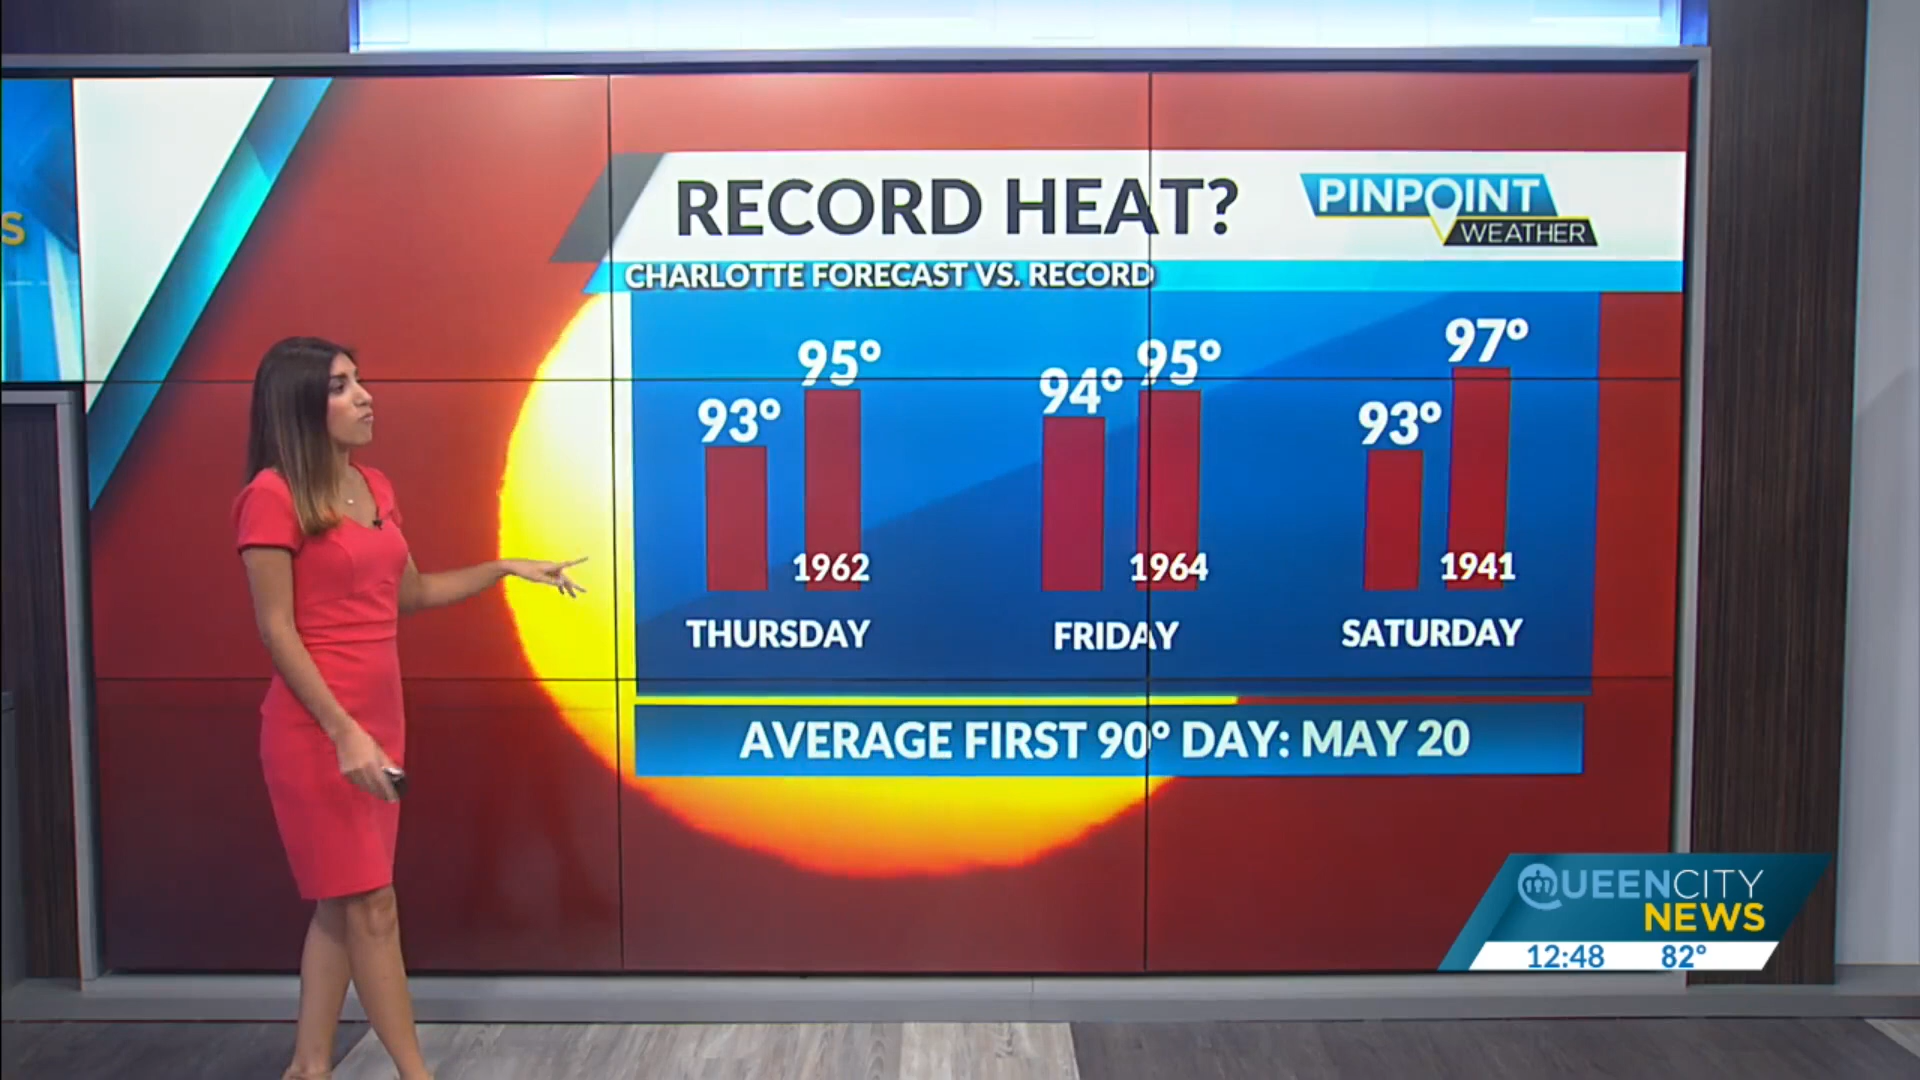 S
RECORD HEAT?
PINPOINT
WEATHER
CHARLOTTE FORECAST VS. RECORD
93° 95° 94° 95° 93° 97°
1962 1964 1941
THURSDAY FRIDAY SATURDAY
AVERAGE FIRST 90° DAY: MAY 20
QUEENCITY
NEWS
12:48 82°